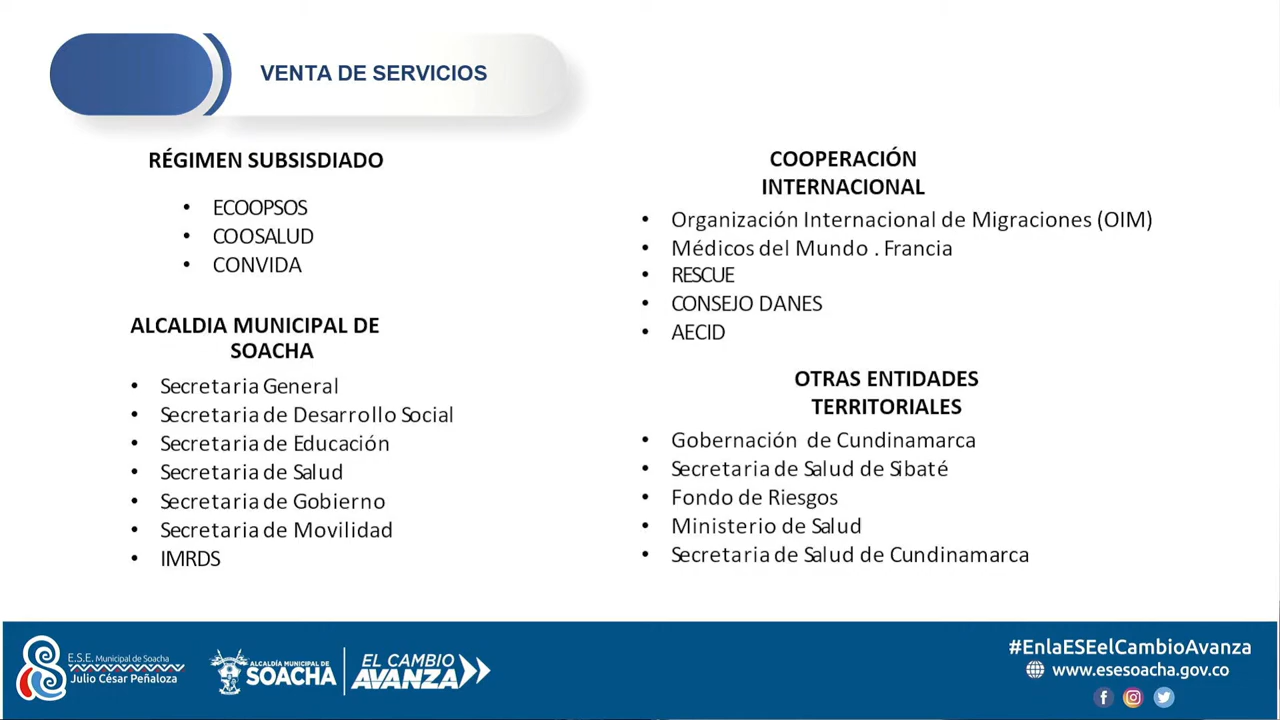 VENTA DE SERVICIOS
RÉGIMEN SUBSISDIADO
• ECOOPSOS
• COOSALUD
• CONVIDA
ALCALDIA MUNICIPAL DE
SOACHA
• Secretaria General
• Secretaria de Desarrollo Social
• Secretaria de Educación
• Secretaria de Salud
• Secretaria de Gobierno
• Secretaria de Movilidad
• IMRDS
COOPERACIÓN
INTERNACIONAL
• Organización Internacional de Migraciones (OIM)
• Médicos del Mundo . Francia
• RESCUE
• CONSEJO DANES
• AECID
OTRAS ENTIDADES
TERRITORIALES
• Gobernación de Cundinamarca
• Secretaria de Salud de Sibaté
• Fondo de Riesgos
• Ministerio de Salud
• Secretaria de Salud de Cundinamarca
E.S.E. Municipal de Soacha
Julio César Peñaloza
ALCALDÍA MUNICIPAL DE
SOACHA
EL CAMBIO
AVANZA
#EnlaESEelCambioAvanza
www.esesoacha.gov.co